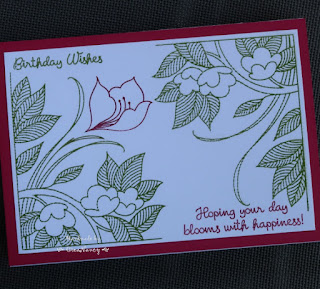 Birthday Wishes
Hoping your day
blooms with happiness!